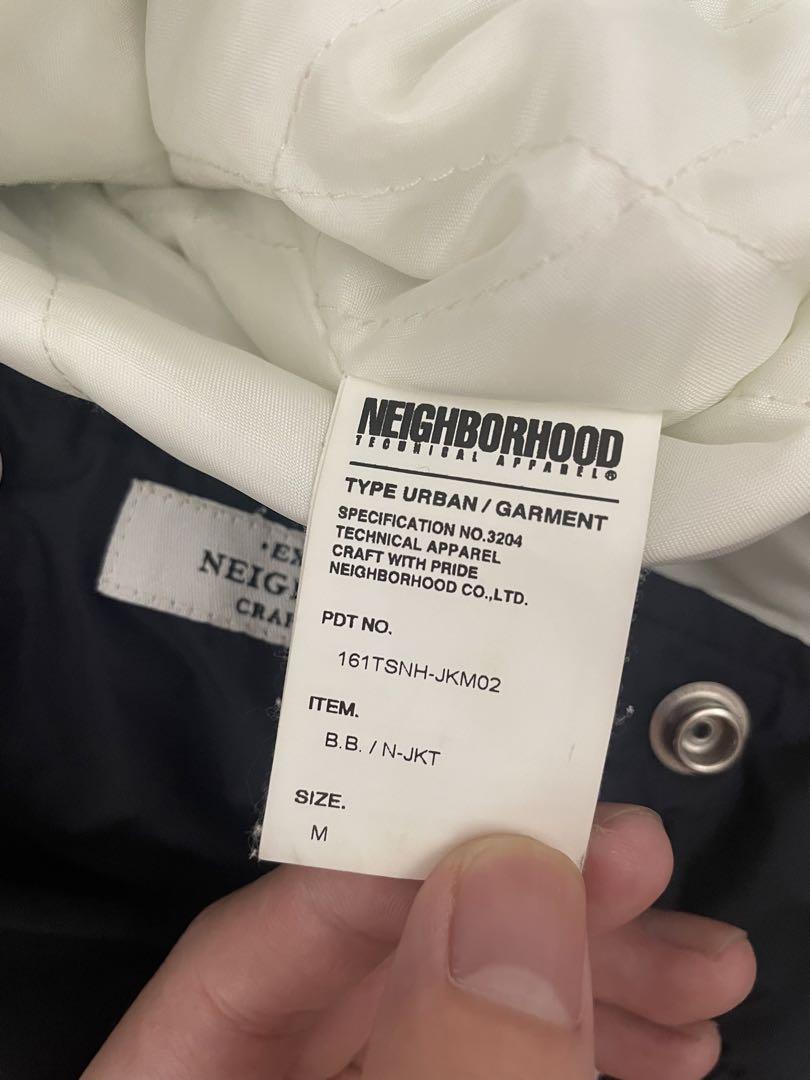 NEIGHBORHOOD
TECHNICAL APPAREL®
TYPE URBAN / GARMENT
SPECIFICATION NO.3204
TECHNICAL APPAREL
CRAFT WITH PRIDE
NEIGHBORHOOD CO.,LTD.
PDT NO.
161TSNH-JKM02
ITEM.
B.B. / N-JKT
SIZE.
M